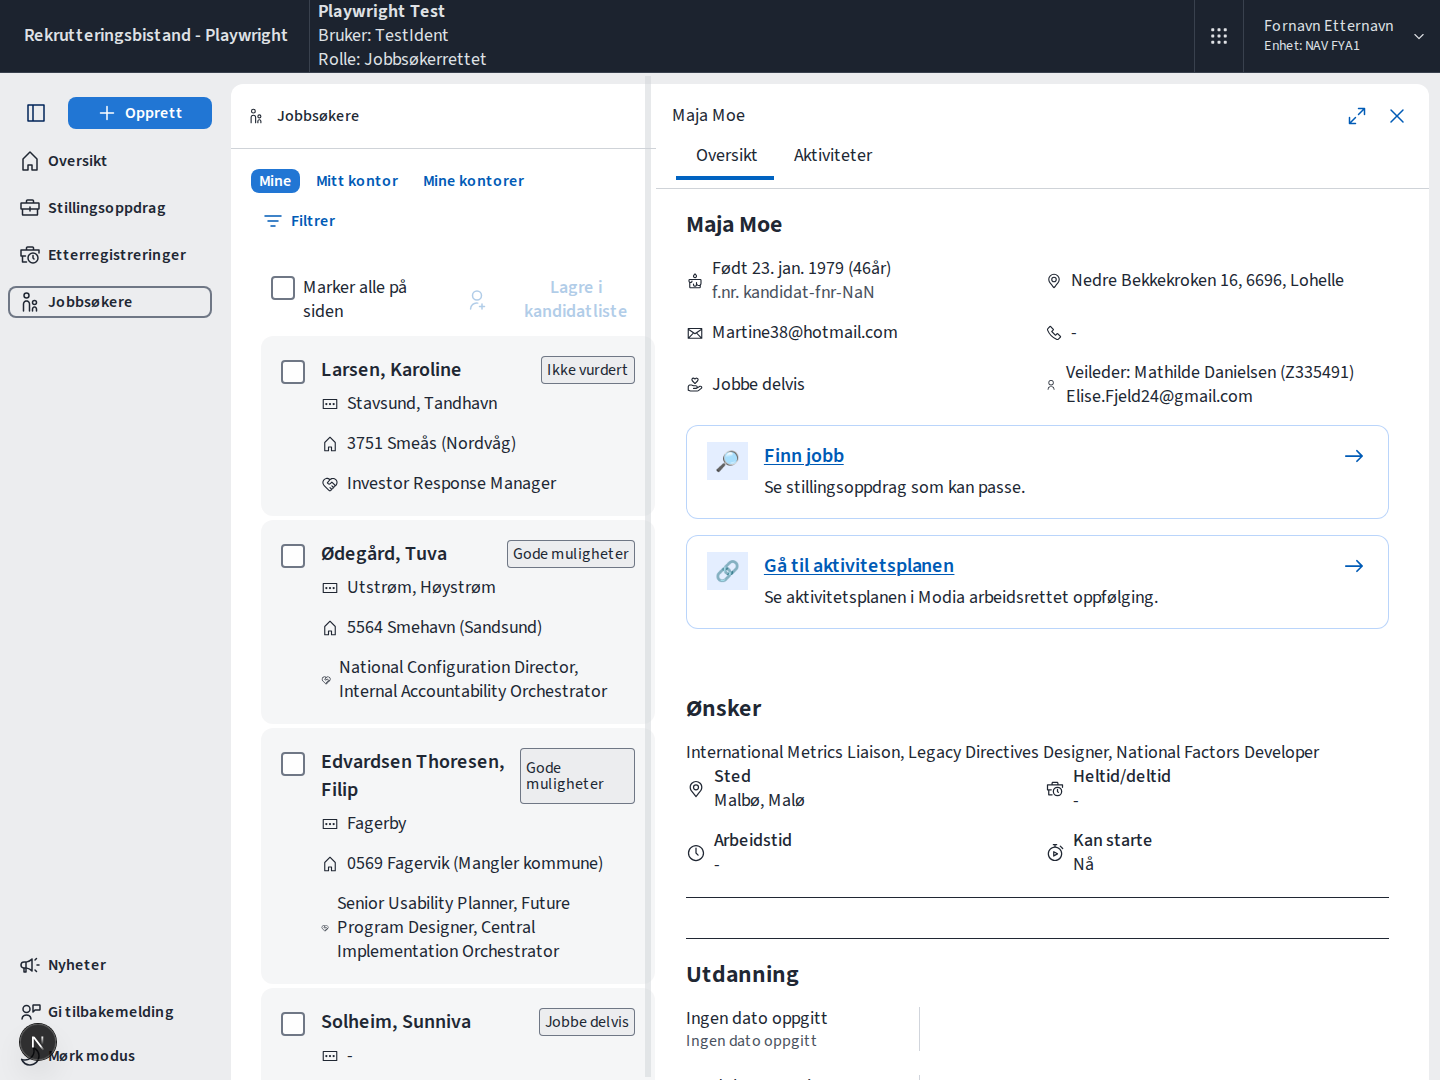 Rekrutteringsbistand - Playwright
Playwright Test
Bruker: TestIdent
Rolle: Jobbsøkerrettet
Fornavn Etternavn
Enhet: NAV FYA1
Opprett
Oversikt
Stillingsoppdrag
Etterregistreringer
Jobbsøkere
Nyheter
Gi tilbakemelding
Mørk modus
N
Jobbsøkere
Mine
Mitt kontor
Mine kontorer
Filtrer
Marker alle på
siden
Lagre i
kandidatliste
Larsen, Karoline
Ikke vurdert
Stavsund, Tandhavn
3751 Smeås (Nordvåg)
Investor Response Manager
Ødegård, Tuva
Gode muligheter
Utstrøm, Høystrøm
5564 Smehavn (Sandsund)
National Configuration Director,
Internal Accountability Orchestrator
Edvardsen Thoresen,
Filip
Gode
muligheter
Fagerby
0569 Fagervik (Mangler kommune)
Senior Usability Planner, Future
Program Designer, Central
Implementation Orchestrator
Solheim, Sunniva
Jobbe delvis
-
Maja Moe
Oversikt
Aktiviteter
Maja Moe
Født 23. jan. 1979 (46år)
f.nr. kandidat-fnr-NaN
Nedre Bekkekroken 16, 6696, Lohelle
Martine38@hotmail.com
-
Jobbe delvis
Veileder: Mathilde Danielsen (Z335491)
Elise.Fjeld24@gmail.com
Finn jobb
Se stillingsoppdrag som kan passe.
Gå til aktivitetsplanen
Se aktivitetsplanen i Modia arbeidsrettet oppfølging.
Ønsker
International Metrics Liaison, Legacy Directives Designer, National Factors Developer
Sted
Malbø, Malø
Heltid/deltid
-
Arbeidstid
-
Kan starte
Nå
Utdanning
Ingen dato oppgitt
Ingen dato oppgitt